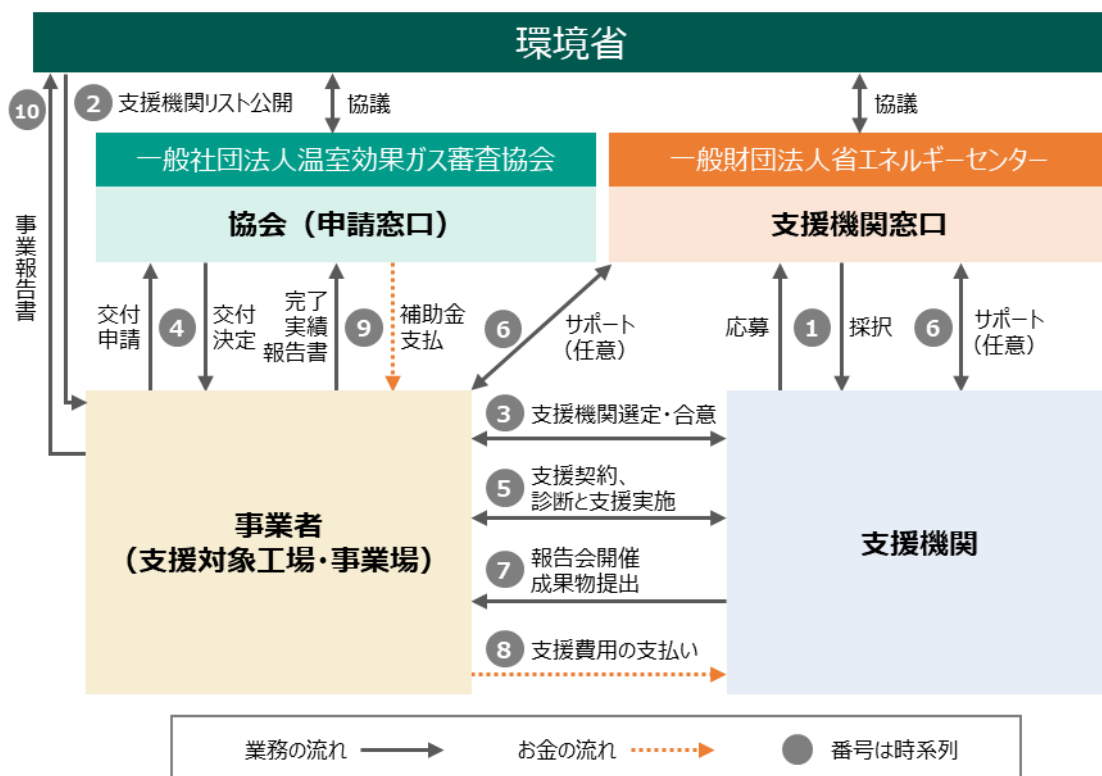 環境省
10
2 支援機関リスト公開
協議
協議
一般社団法人温室効果ガス審査協会
協会（申請窓口）
一般財団法人省エネルギーセンター
支援機関窓口
事業報告書
交付
申請
4
交付
決定
完了
実績
報告書
9
補助金
支払
6
サポート
（任意）
応募
1
採択
6
サポート
（任意）
3 支援機関選定・合意
5
支援契約、
診断と支援実施
7
報告会開催
成果物提出
8 支援費用の支払い
事業者
（支援対象工場・事業場）
支援機関
業務の流れ
お金の流れ
番号は時系列